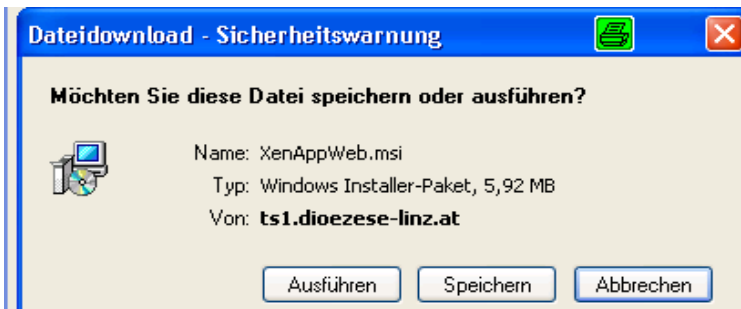 Dateidownload - Sicherheitswarnung
Möchten Sie diese Datei speichern oder ausführen?
Name: XenAppWeb.msi
Typ: Windows Installer-Paket, 5,92 MB
Von: ts1.dioezese-linz.at
Ausführen Speichern Abbrechen